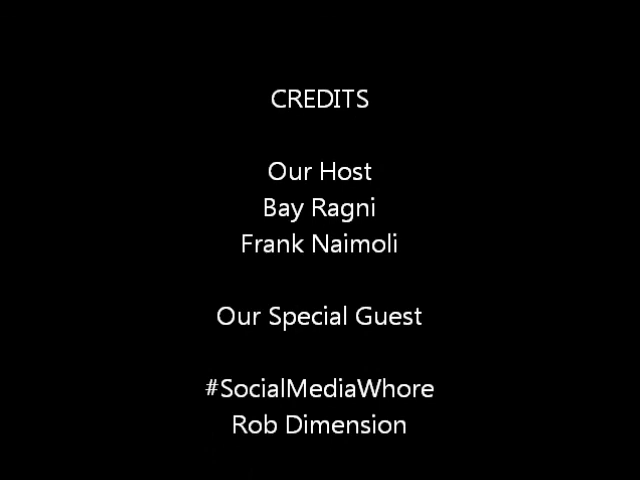 CREDITS
Our Host
Bay Ragni
Frank Naimoli
Our Special Guest
#SocialMediaWhore
Rob Dimension